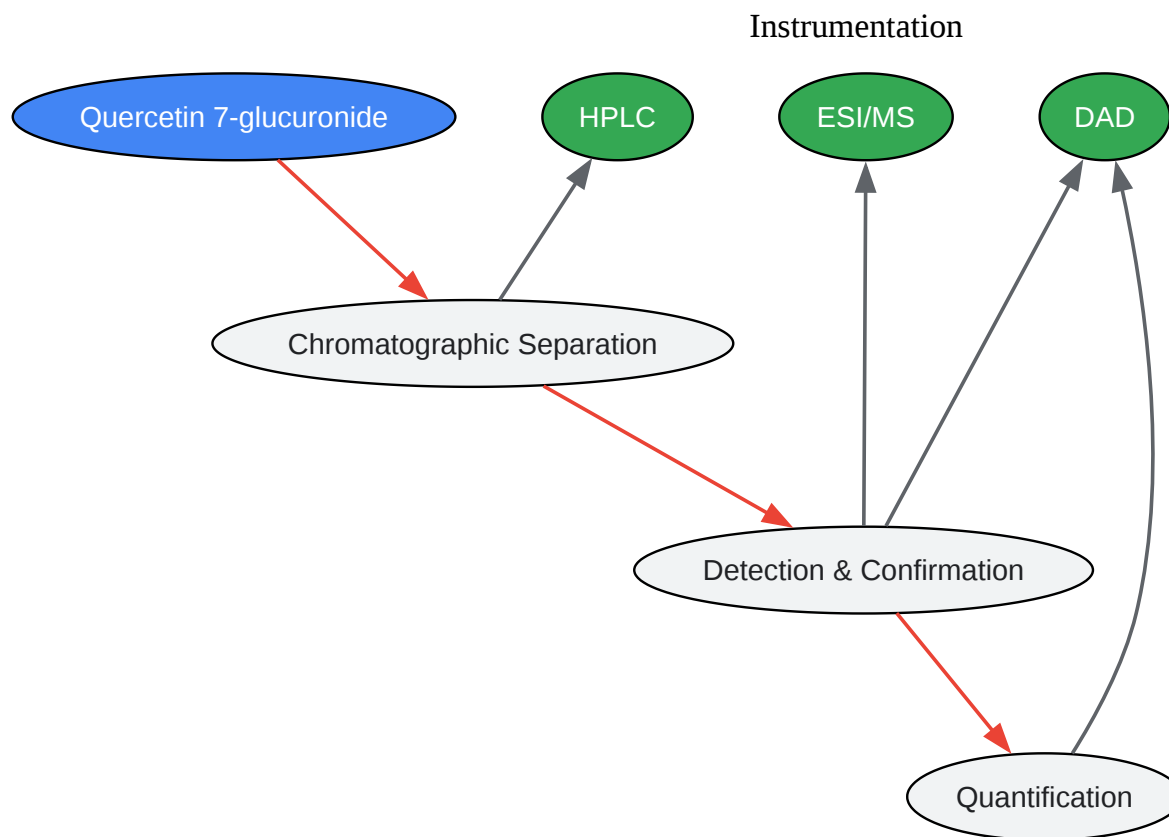 Instrumentation
Quercetin 7-glucuronide
HPLC
ESI/MS
DAD
Chromatographic Separation
Detection & Confirmation
Quantification